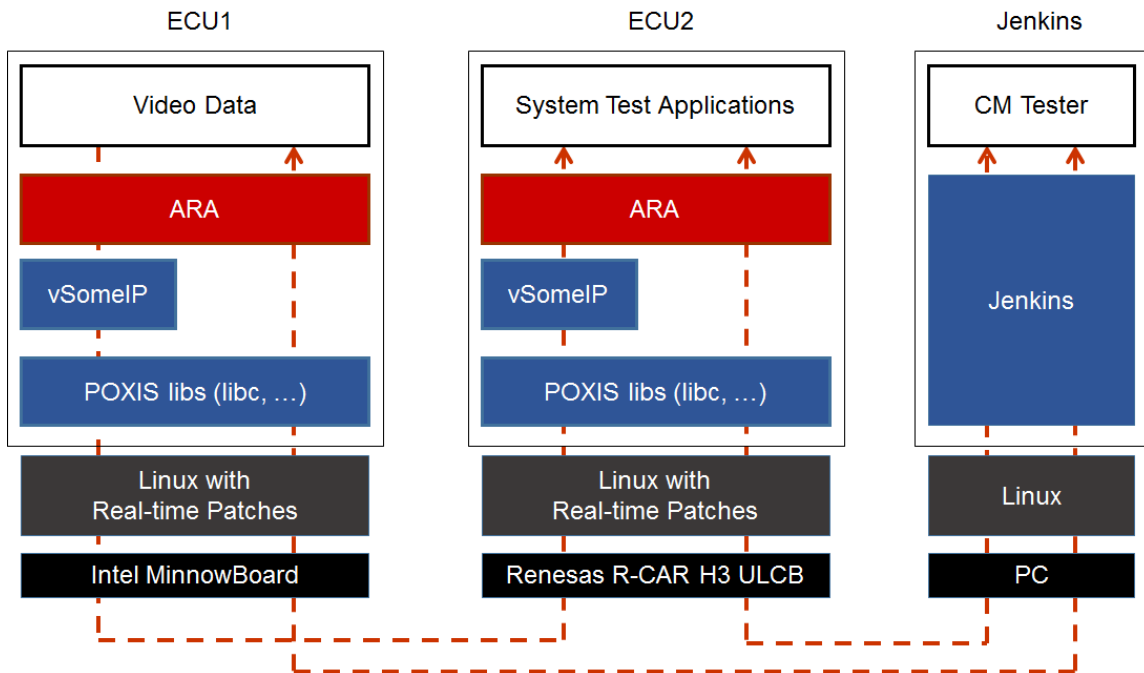 ECU1
ECU2
Jenkins
Video Data
System Test Applications
CM Tester
ARA
ARA
vSomeIP
vSomeIP
Jenkins
POXIS libs (libc, …)
POXIS libs (libc, …)
Linux with
Real-time Patches
Linux with
Real-time Patches
Linux
Intel MinnowBoard
Renesas R-CAR H3 ULCB
PC